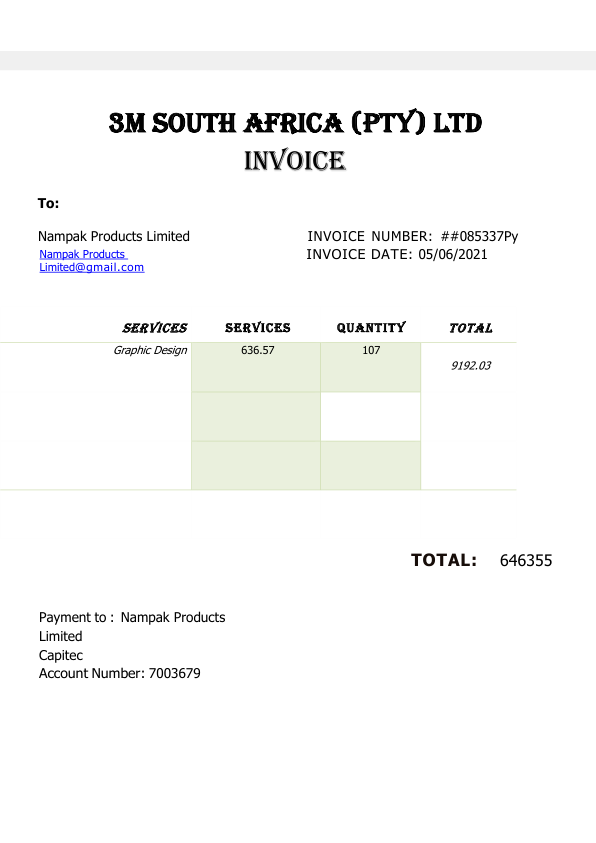 3M SOUTH AFRICA (PTY) LTD
INVOICE
To:
Nampak Products Limited
Nampak Products
Limited@gmail.com
INVOICE NUMBER: ##085337Py
INVOICE DATE: 05/06/2021
SERVICES SERVICES QUANTITY TOTAL
Graphic Design 636.57 107 9192.03
TOTAL: 646355
Payment to : Nampak Products
Limited
Capitec
Account Number: 7003679